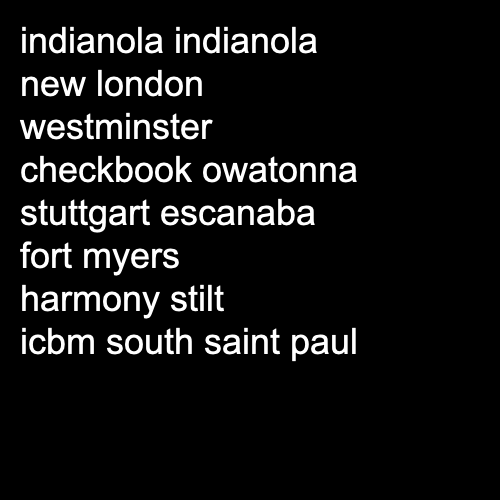 indianola indianola
new london
westminster
checkbook owatonna
stuttgart escanaba
fort myers
harmony stilt
icbm south saint paul